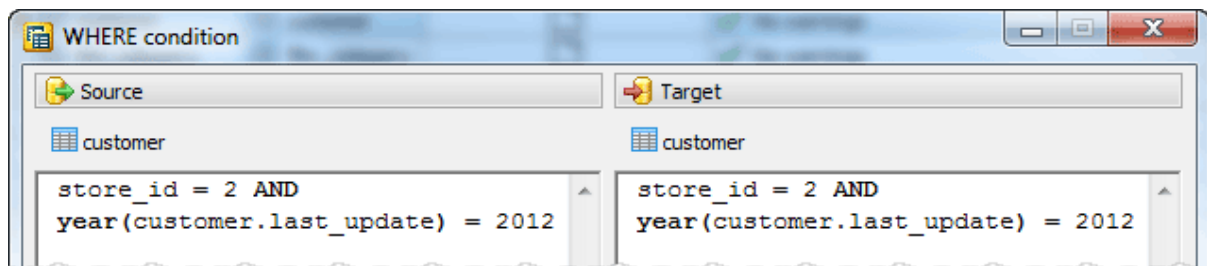 WHERE condition
Source
Target
customer
customer
store_id = 2 AND
year(customer.last_update) = 2012
store_id = 2 AND
year(customer.last_update) = 2012